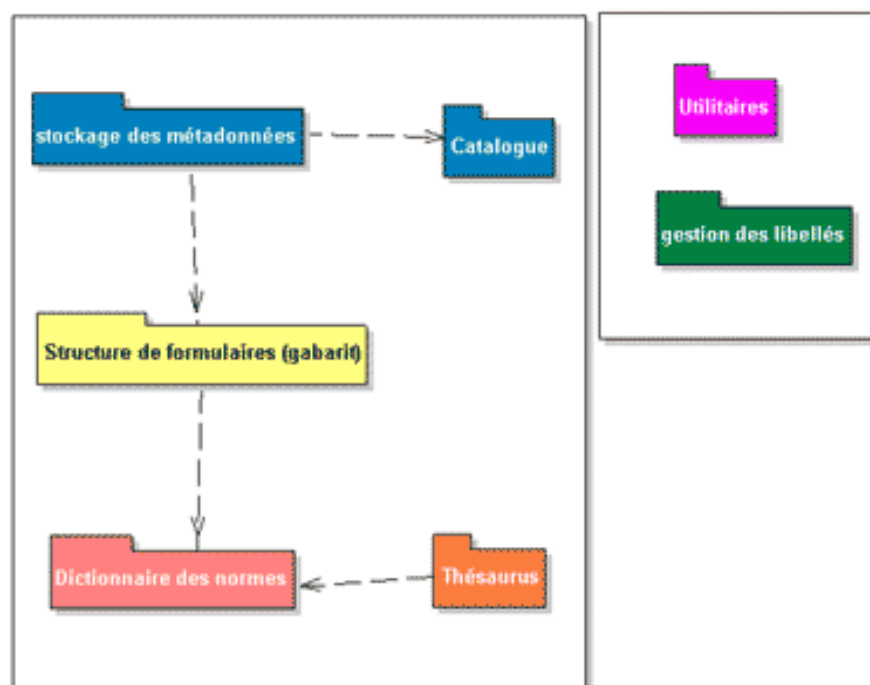 stockage des métadonnées
Catalogue
Structure de formulaires (gabarit)
Dictionnaire des normes
Thésaurus
Utilitaires
gestion des libellés